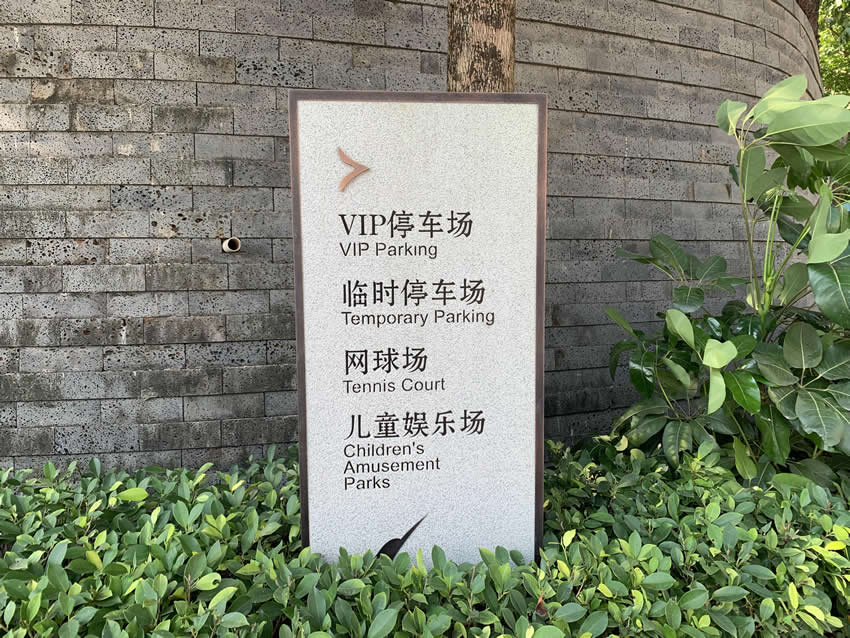 VIP停车场
VIP Parking
临时停车场
Temporary Parking
网球场
Tennis Court
儿童娱乐场
Children's
Amusement
Parks